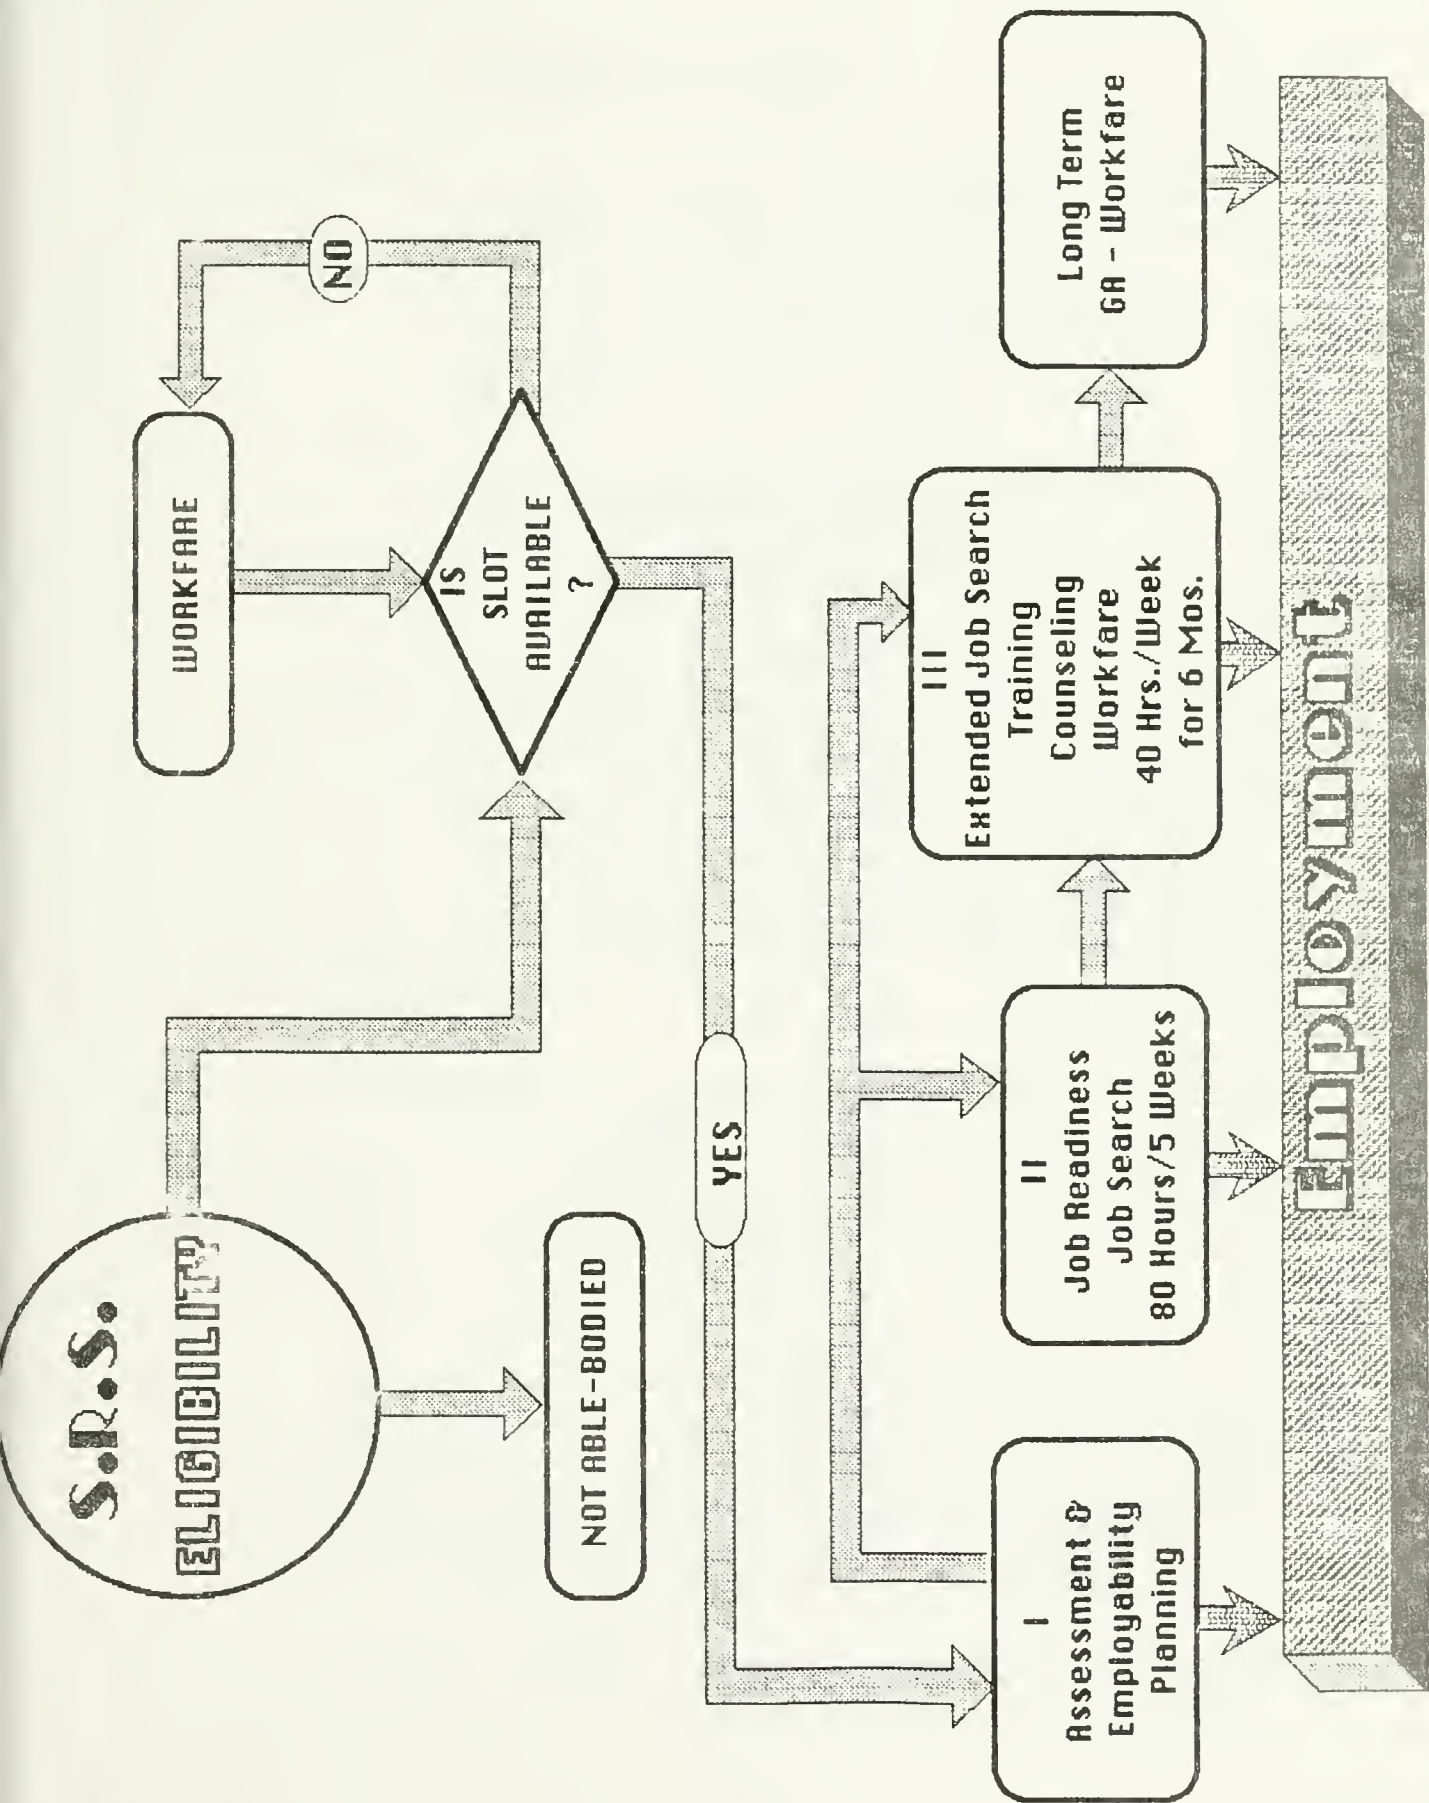 S.R.S.
ELIGIBILITY
NOT ABLE-BODIED
WORKFARE
IS
SLOT
AVAILABLE
?
NO
YES
I
Assessment &
Employability
Planning
II
Job Readiness
Job Search
80 Hours/5 Weeks
III
Extended Job Search
Training
Counseling
Workfare
40 Hrs./Week
for 6 Mos.
Long Term
GA - Workfare
Employment